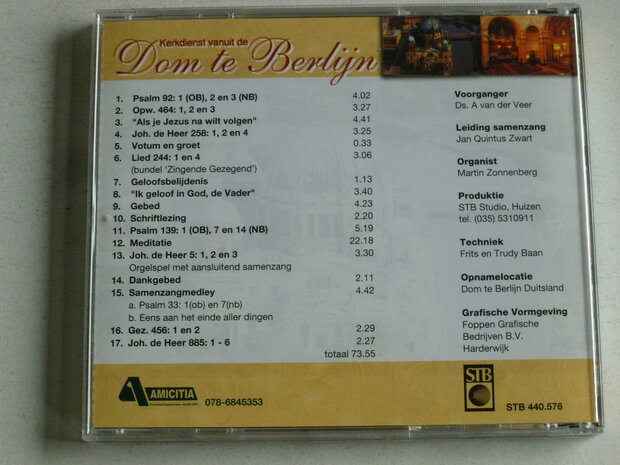 Kerkdienst vanuit de
Dom te Berlijn
1. Psalm 92: 1 (OB), 2 en 3 (NB) 4.02
2. Opw. 464: 1, 2 en 3 3.27
3. "Als je Jezus na wilt volgen" 4.41
4. Joh. de Heer 258: 1, 2 en 4 3.25
5. Votum en groet 0.33
6. Lied 244: 1 en 4 3.06
(bundel 'Zingende Gezegend')
7. Geloofsbelijdenis 1.13
8. "Ik geloof in God, de Vader" 3.40
9. Gebed 4.23
10. Schriftlezing 2.20
11. Psalm 139: 1 (OB), 7 en 14 (NB) 5.19
12. Meditatie 22.18
13. Joh. de Heer 5: 1, 2 en 3 3.30
Orgelspel met aansluitend samenzang
14. Dankgebed 2.11
15. Samenzangmedley 4.42
a. Psalm 33: 1(ob) en 7(nb)
b. Eens aan het einde aller dingen
16. Gez. 456: 1 en 2 2.29
17. Joh. de Heer 885: 1 - 6 2.27
totaal 73.55
Voorganger
Ds. A van der Veer
Leiding samenzang
Jan Quintus Zwart
Organist
Martin Zonnenberg
Produktie
STB Studio, Huizen
tel. (035) 5310911
Techniek
Frits en Trudy Baan
Opnamelocatie
Dom te Berlijn Duitsland
Grafische Vormgeving
Foppen Grafische
Bedrijven B.V.
Harderwijk
AMICITIA
078-6845353
STB
STB 440.576